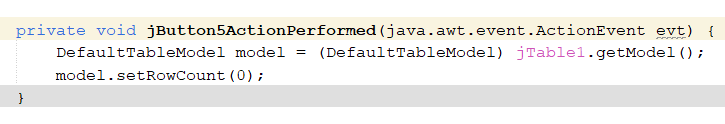 private void jButton5ActionPerformed(java.awt.event.ActionEvent evt) {
    DefaultTableModel model = (DefaultTableModel) jTable1.getModel();
    model.setRowCount(0);
}